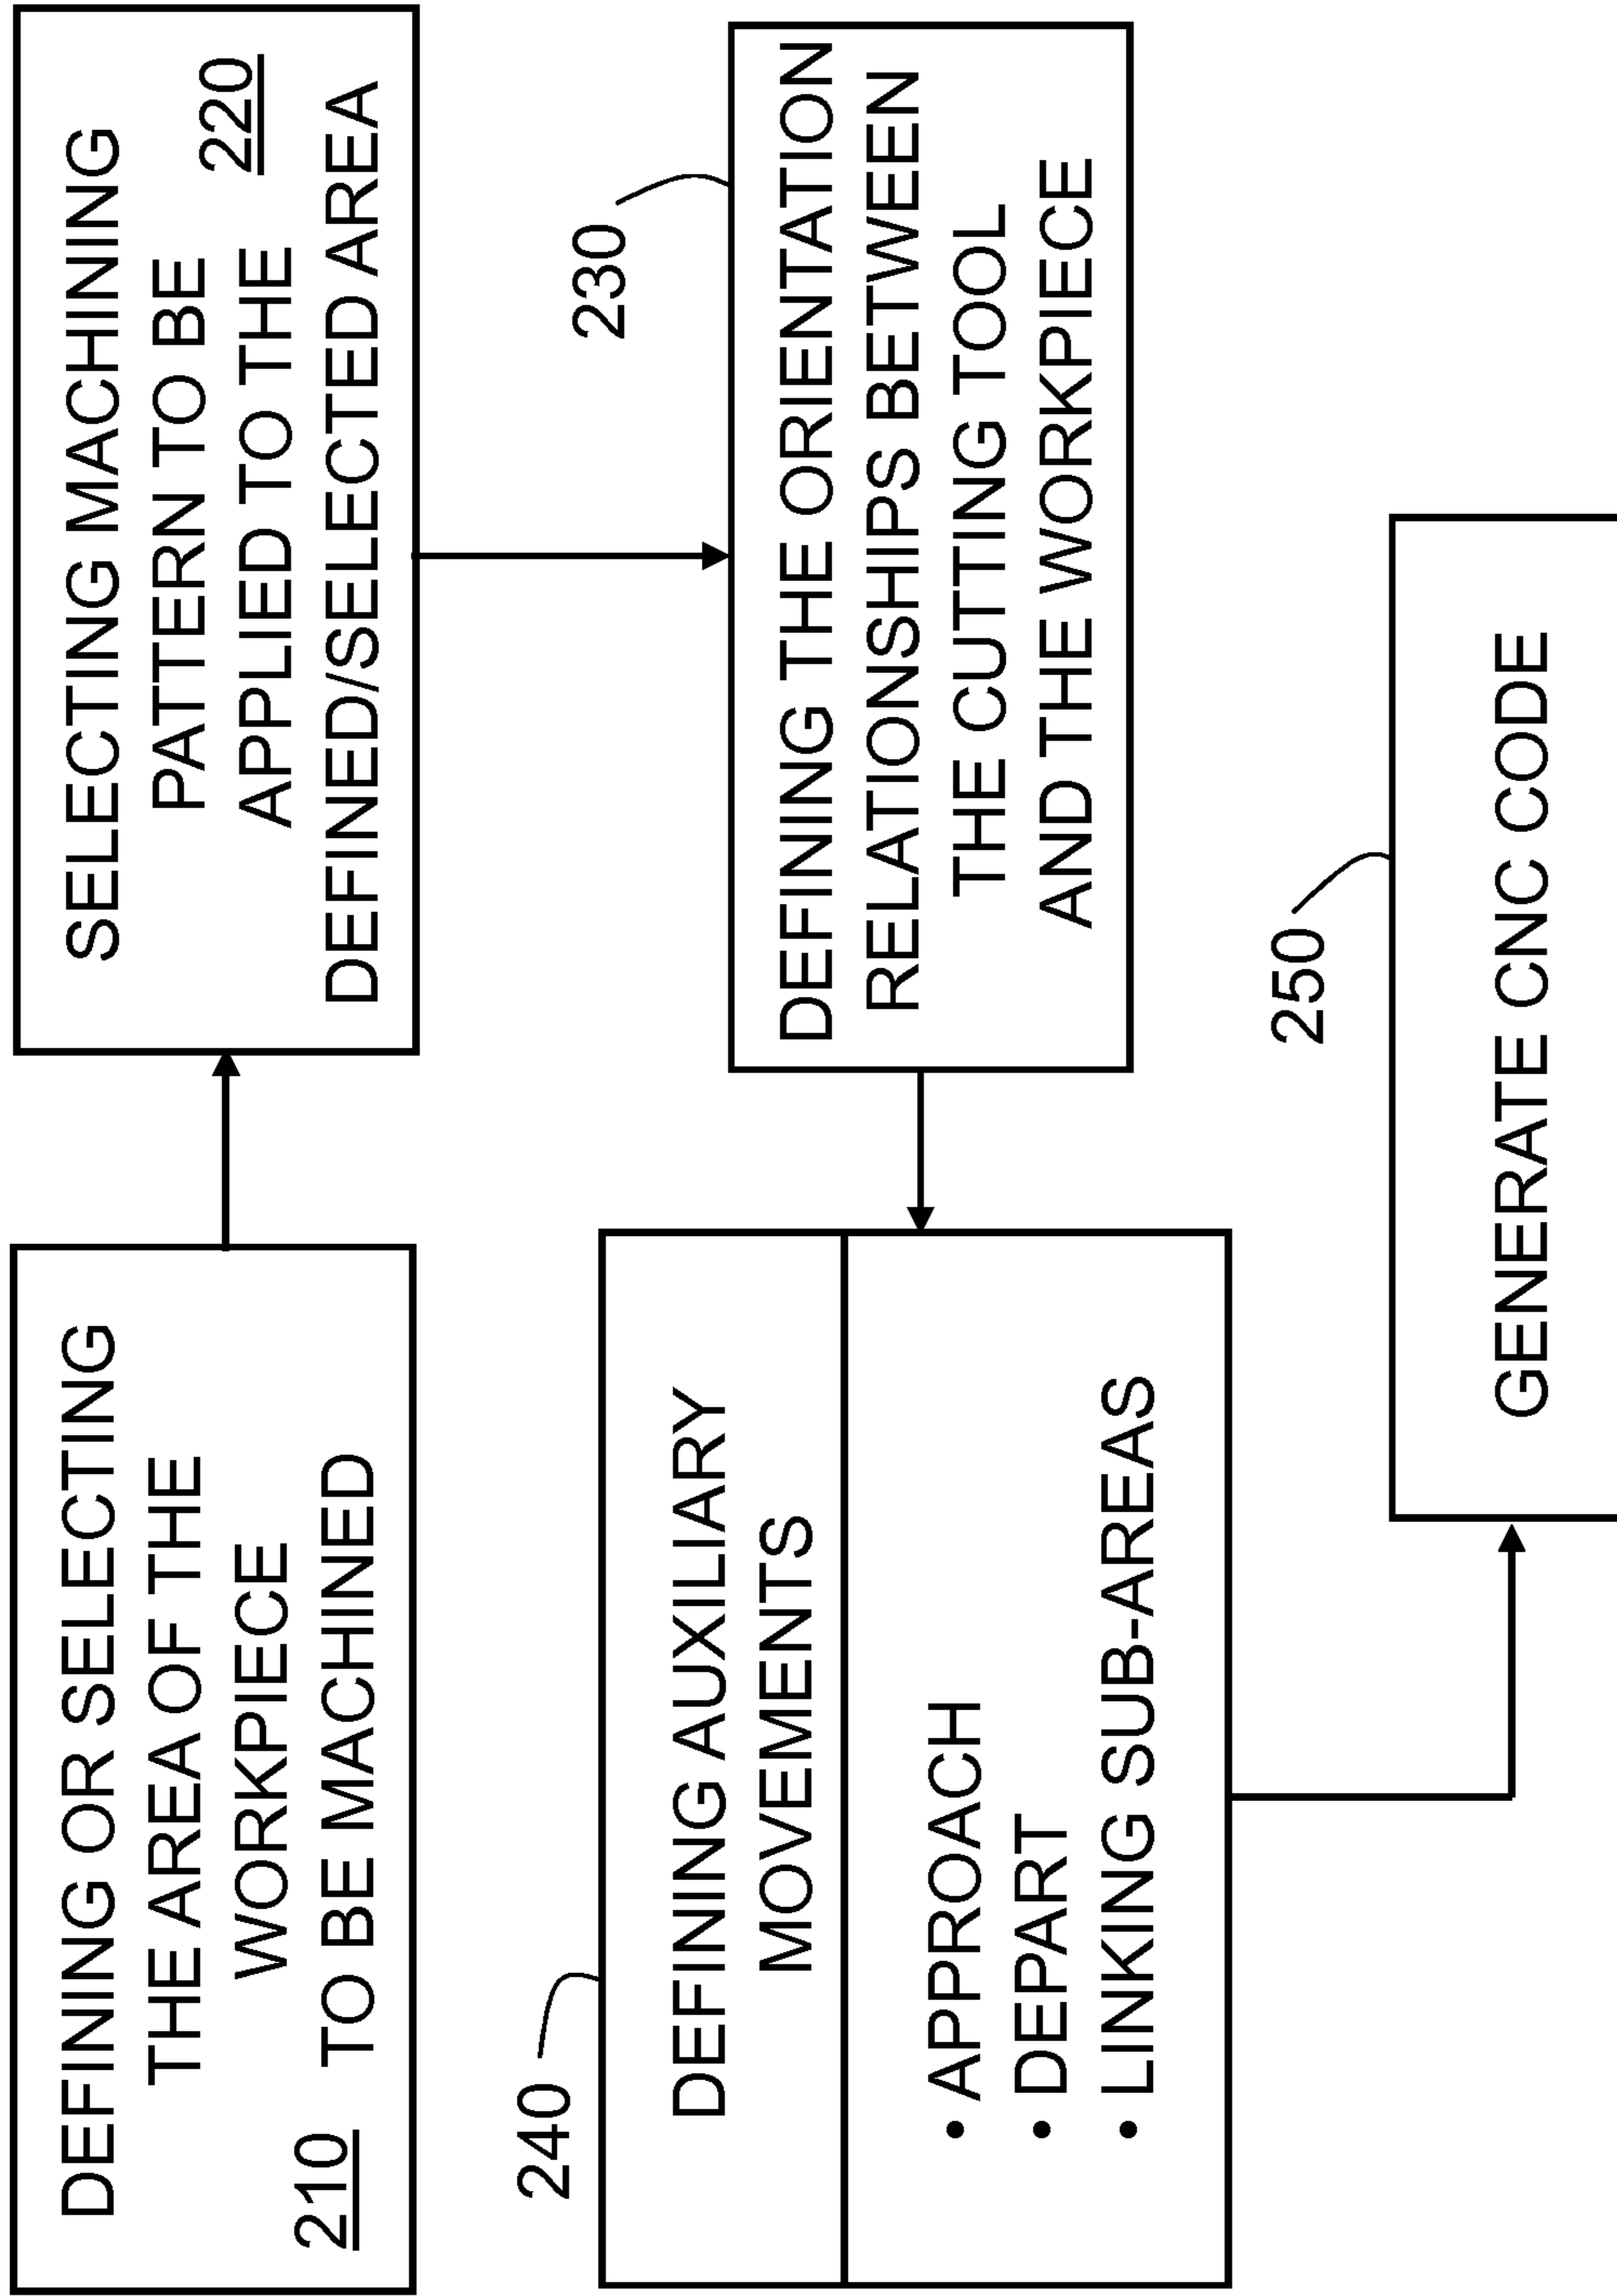 DEFINING OR SELECTING
THE AREA OF THE
WORKPIECE
210 TO BE MACHINED
SELECTING MACHINING
PATTERN TO BE
220
APPLIED TO THE
DEFINED/SELECTED AREA
230
DEFINING THE ORIENTATION
RELATIONSHIPS BETWEEN
THE CUTTING TOOL
AND THE WORKPIECE
240
DEFINING AUXILIARY
MOVEMENTS
• APPROACH
• DEPART
• LINKING SUB-AREAS
250
GENERATE CNC CODE